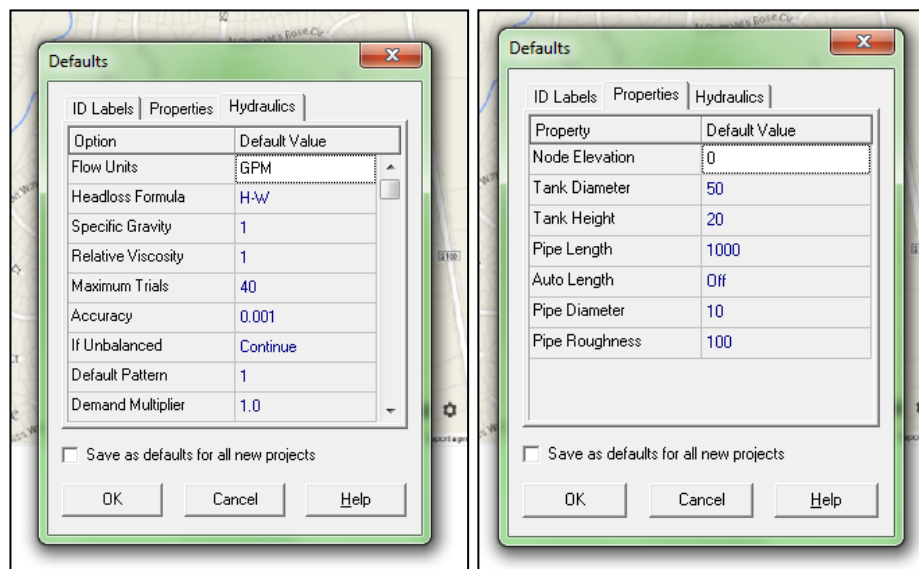 Defaults
ID Labels Properties Hydraulics
Option Default Value
Flow Units GPM
Headloss Formula H-W
Specific Gravity 1
Relative Viscosity 1
Maximum Trials 40
Accuracy 0.001
If Unbalanced Continue
Default Pattern 1
Demand Multiplier 1.0
Save as defaults for all new projects
OK Cancel Help
Defaults
ID Labels Properties Hydraulics
Property Default Value
Node Elevation 0
Tank Diameter 50
Tank Height 20
Pipe Length 1000
Auto Length Off
Pipe Diameter 10
Pipe Roughness 100
Save as defaults for all new projects
OK Cancel Help